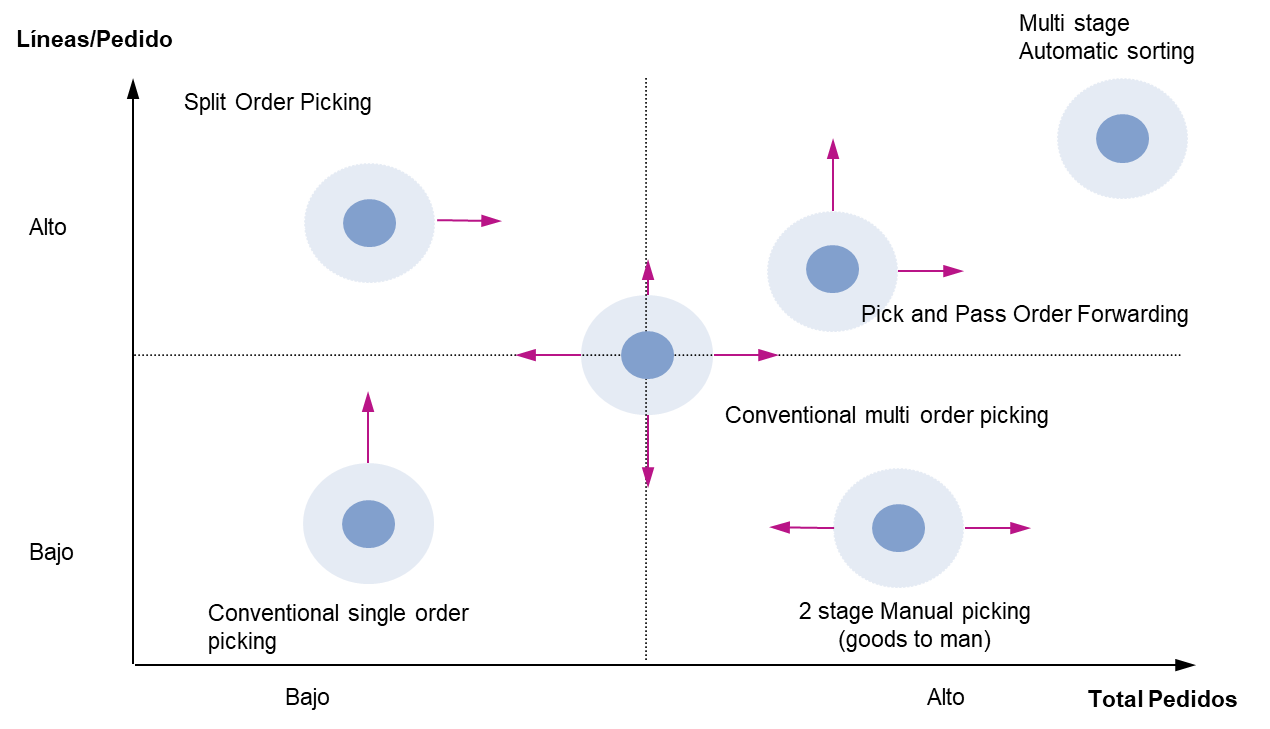 Multi stage
Automatic sorting
Líneas/Pedido
Split Order Picking
Alto
Pick and Pass Order Forwarding
Conventional multi order picking
Bajo
Conventional single order
picking
2 stage Manual picking
(goods to man)
Bajo
Alto
Total Pedidos